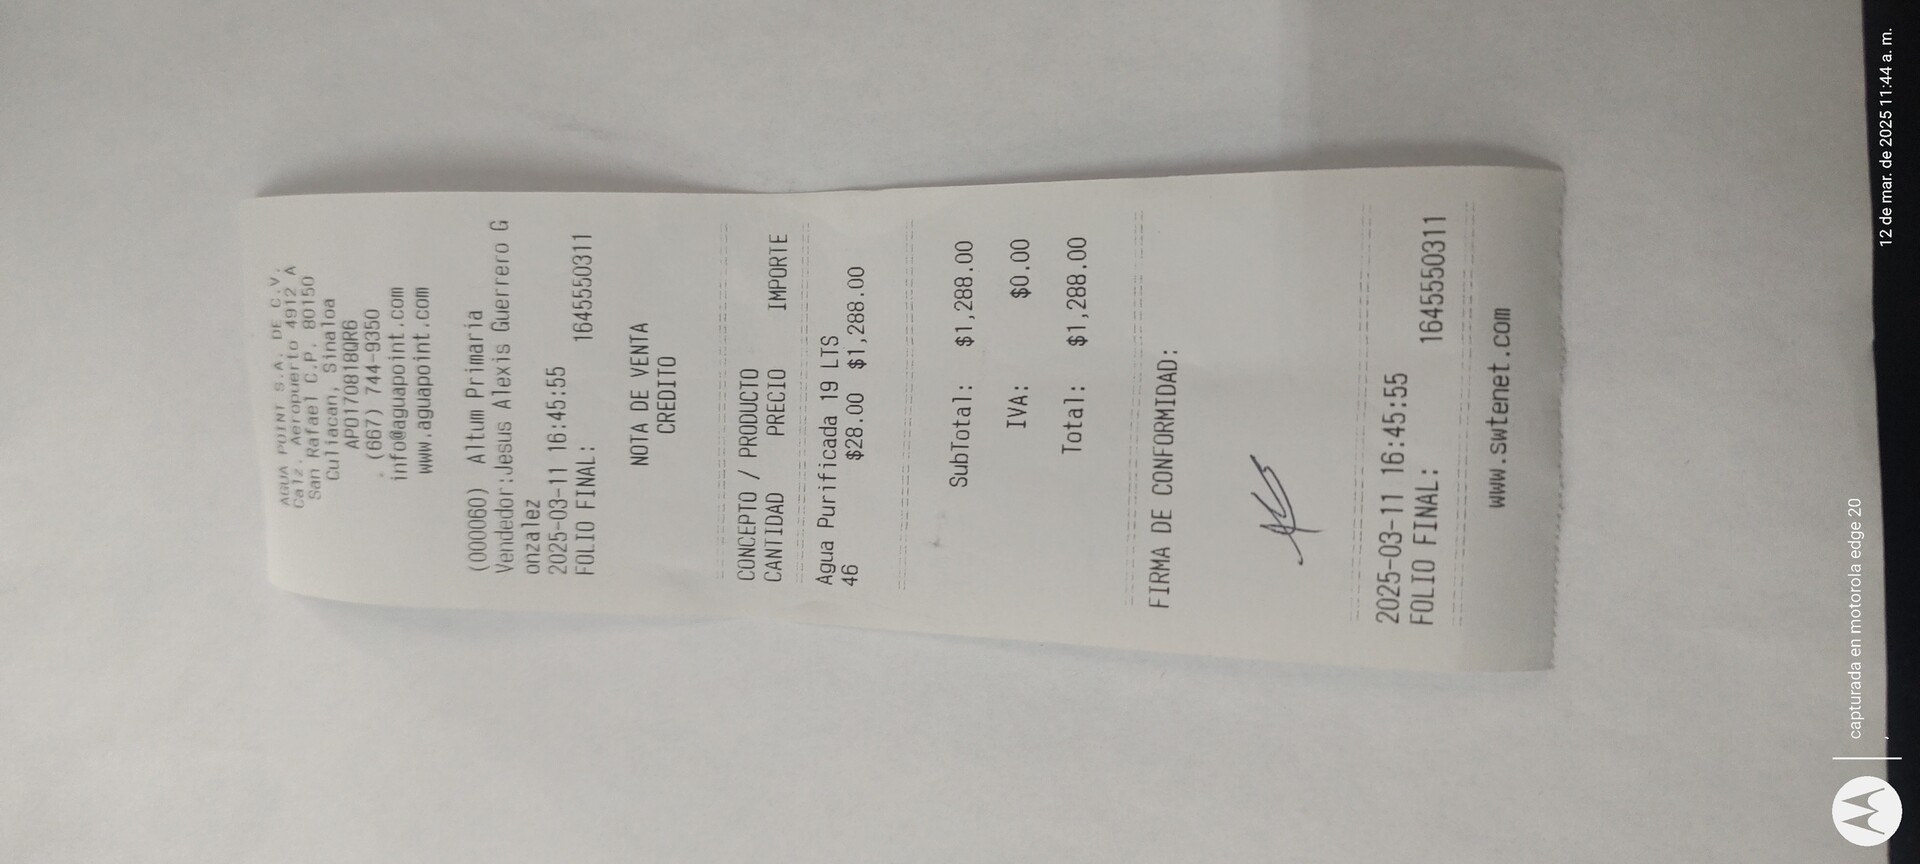 AGUA POINT S.A. DE C.V.
Calz. Aeropuerto 4912 A
San Rafael C.P. 80150
Culiacan, Sinaloa
APO170818QR6
(667) 744-9350
info@aguapoint.com
www.aguapoint.com
(000060) Altum Primaria
Vendedor:Jesus Alexis Guerrero G
onzalez
2025-03-11 16:45:55
FOLIO FINAL: 1645550311
NOTA DE VENTA
CREDITO
CONCEPTO / PRODUCTO
CANTIDAD PRECIO IMPORTE
Agua Purificada 19 LTS
46 $28.00 $1,288.00
SubTotal: $1,288.00
IVA: $0.00
Total: $1,288.00
FIRMA DE CONFORMIDAD:
2025-03-11 16:45:55
FOLIO FINAL: 1645550311
www.swtenet.com
capturada en motorola edge 20
12 de mar. de 2025 11:44 a. m.